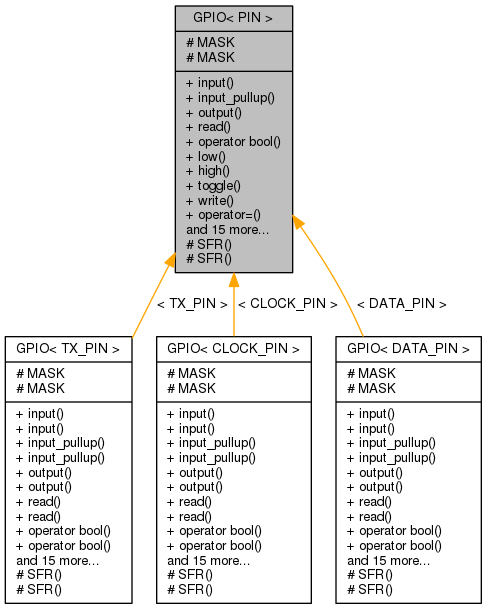 GPIO< PIN >
# MASK
# MASK
+ input()
+ input_pullup()
+ output()
+ read()
+ operator bool()
+ low()
+ high()
+ toggle()
+ write()
+ operator=()
and 15 more...
# SFR()
# SFR()
< TX_PIN >
< CLOCK_PIN >
< DATA_PIN >
GPIO< TX_PIN >
# MASK
# MASK
+ input()
+ input()
+ input_pullup()
+ input_pullup()
+ output()
+ output()
+ read()
+ read()
+ operator bool()
+ operator bool()
and 15 more...
# SFR()
# SFR()
GPIO< CLOCK_PIN >
# MASK
# MASK
+ input()
+ input()
+ input_pullup()
+ input_pullup()
+ output()
+ output()
+ read()
+ read()
+ operator bool()
+ operator bool()
and 15 more...
# SFR()
# SFR()
GPIO< DATA_PIN >
# MASK
# MASK
+ input()
+ input()
+ input_pullup()
+ input_pullup()
+ output()
+ output()
+ read()
+ read()
+ operator bool()
+ operator bool()
and 15 more...
# SFR()
# SFR()